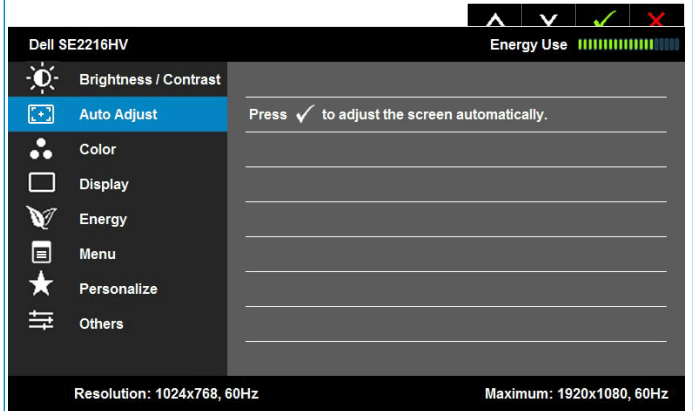 Dell SE2216HV Energy Use
Brightness / Contrast
Auto Adjust Press ✓ to adjust the screen automatically.
Color
Display
Energy
Menu
Personalize
Others
Resolution: 1024x768, 60Hz Maximum: 1920x1080, 60Hz